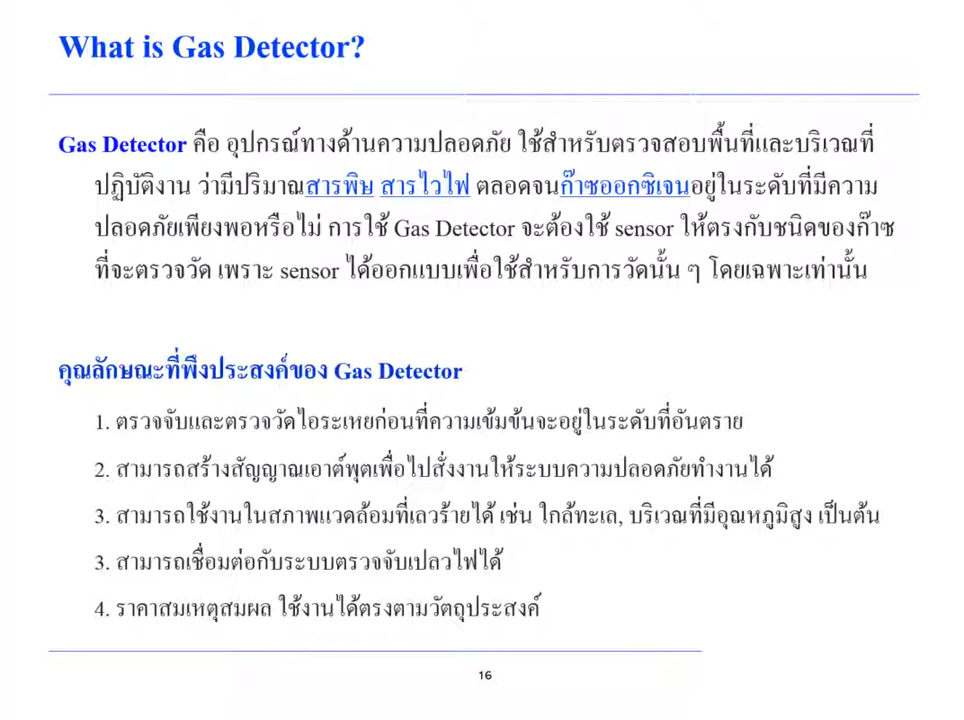 What is Gas Detector?
Gas Detector คือ อุปกรณ์ทางด้านความปลอดภัย ใช้สำหรับตรวจสอบพื้นที่และบริเวณที่
ปฏิบัติงาน ว่ามีปริมาณสารพิษ สารไวไฟ ตลอดจนก๊าซออกซิเจนอยู่ในระดับที่มีความ
ปลอดภัยเพียงพอหรือไม่ การใช้ Gas Detector จะต้องใช้ sensor ให้ตรงกับชนิดของก๊าซ
ที่จะตรวจวัด เพราะ sensor ได้ออกแบบเพื่อใช้สำหรับการวัดนั้น ๆ โดยเฉพาะเท่านั้น
คุณลักษณะที่พึงประสงค์ของ Gas Detector
1. ตรวจจับและตรวจวัดไอระเหยก่อนที่ความเข้มข้นจะอยู่ในระดับที่อันตราย
2. สามารถสร้างสัญญาณเอาต์พุตเพื่อไปสั่งงานให้ระบบความปลอดภัยทำงานได้
3. สามารถใช้งานในสภาพแวดล้อมที่เลวร้ายได้ เช่น ใกล้ทะเล, บริเวณที่มีอุณหภูมิสูง เป็นต้น
3. สามารถเชื่อมต่อกับระบบตรวจจับเปลวไฟได้
4. ราคาสมเหตุสมผล ใช้งานได้ตรงตามวัตถุประสงค์
16